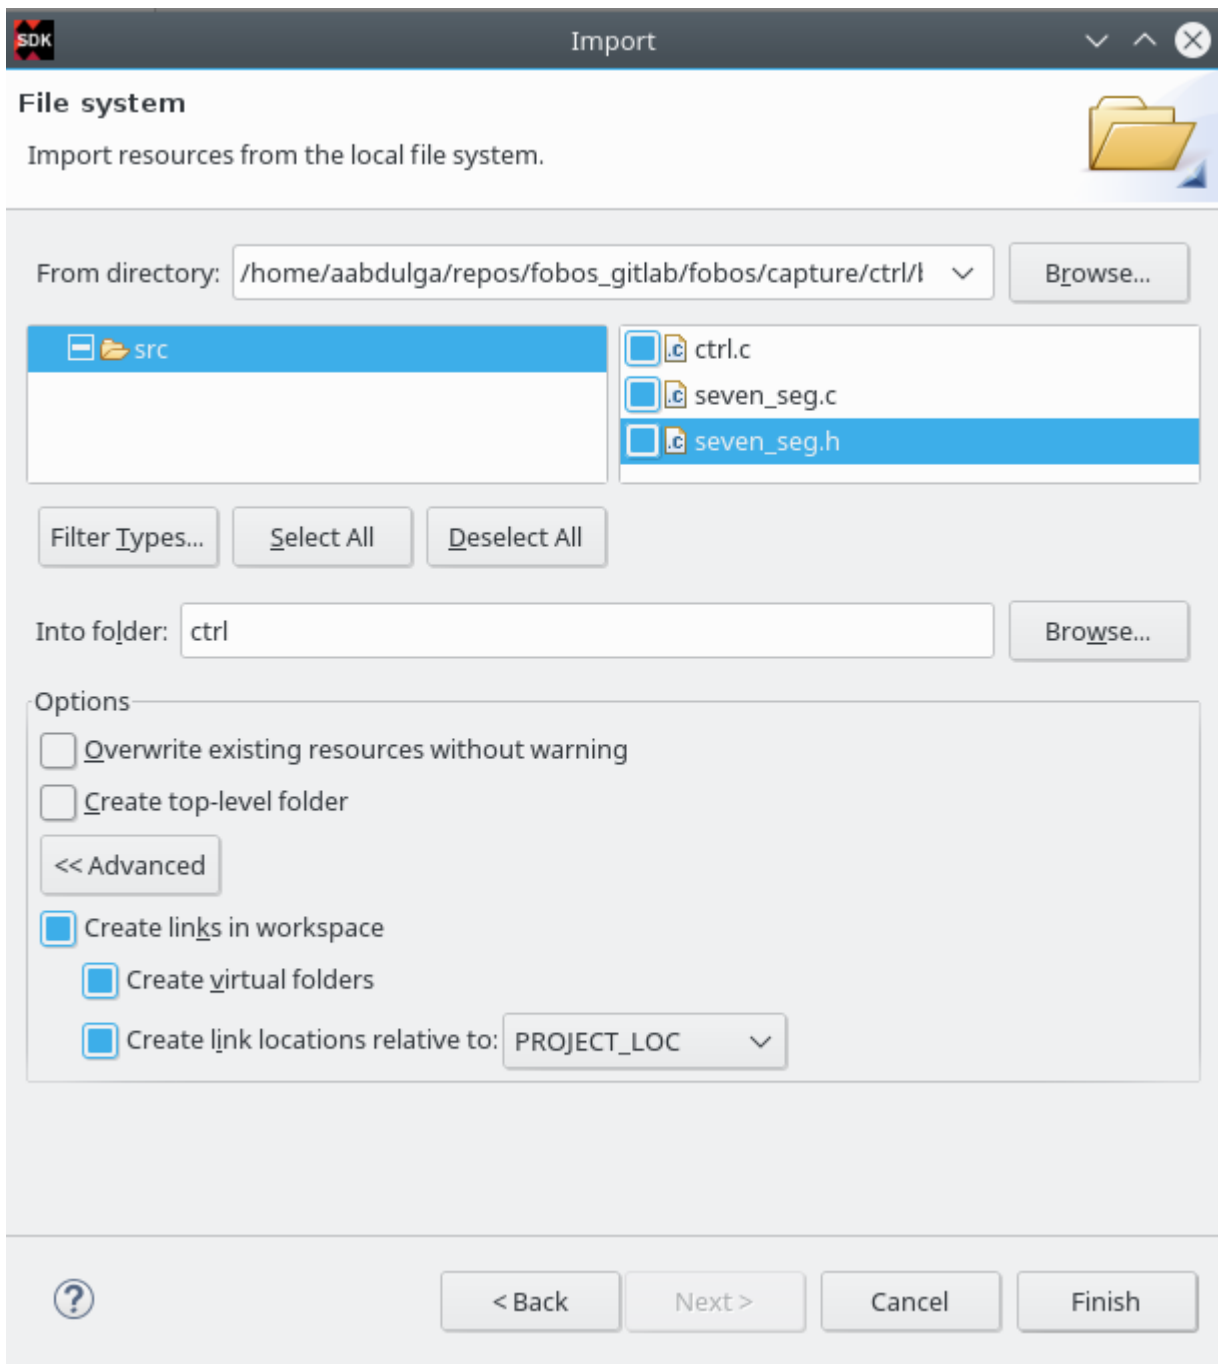 SDK Import
File system
Import resources from the local file system.
From directory: /home/aabdulga/repos/fobos_gitlab/fobos/capture/ctrl/ Browse...
src
.c ctrl.c
.c seven_seg.c
.c seven_seg.h
Filter Types... Select All Deselect All
Into folder: ctrl Browse...
Options
Overwrite existing resources without warning
Create top-level folder
<< Advanced
Create links in workspace
Create virtual folders
Create link locations relative to: PROJECT_LOC
? < Back Next > Cancel Finish